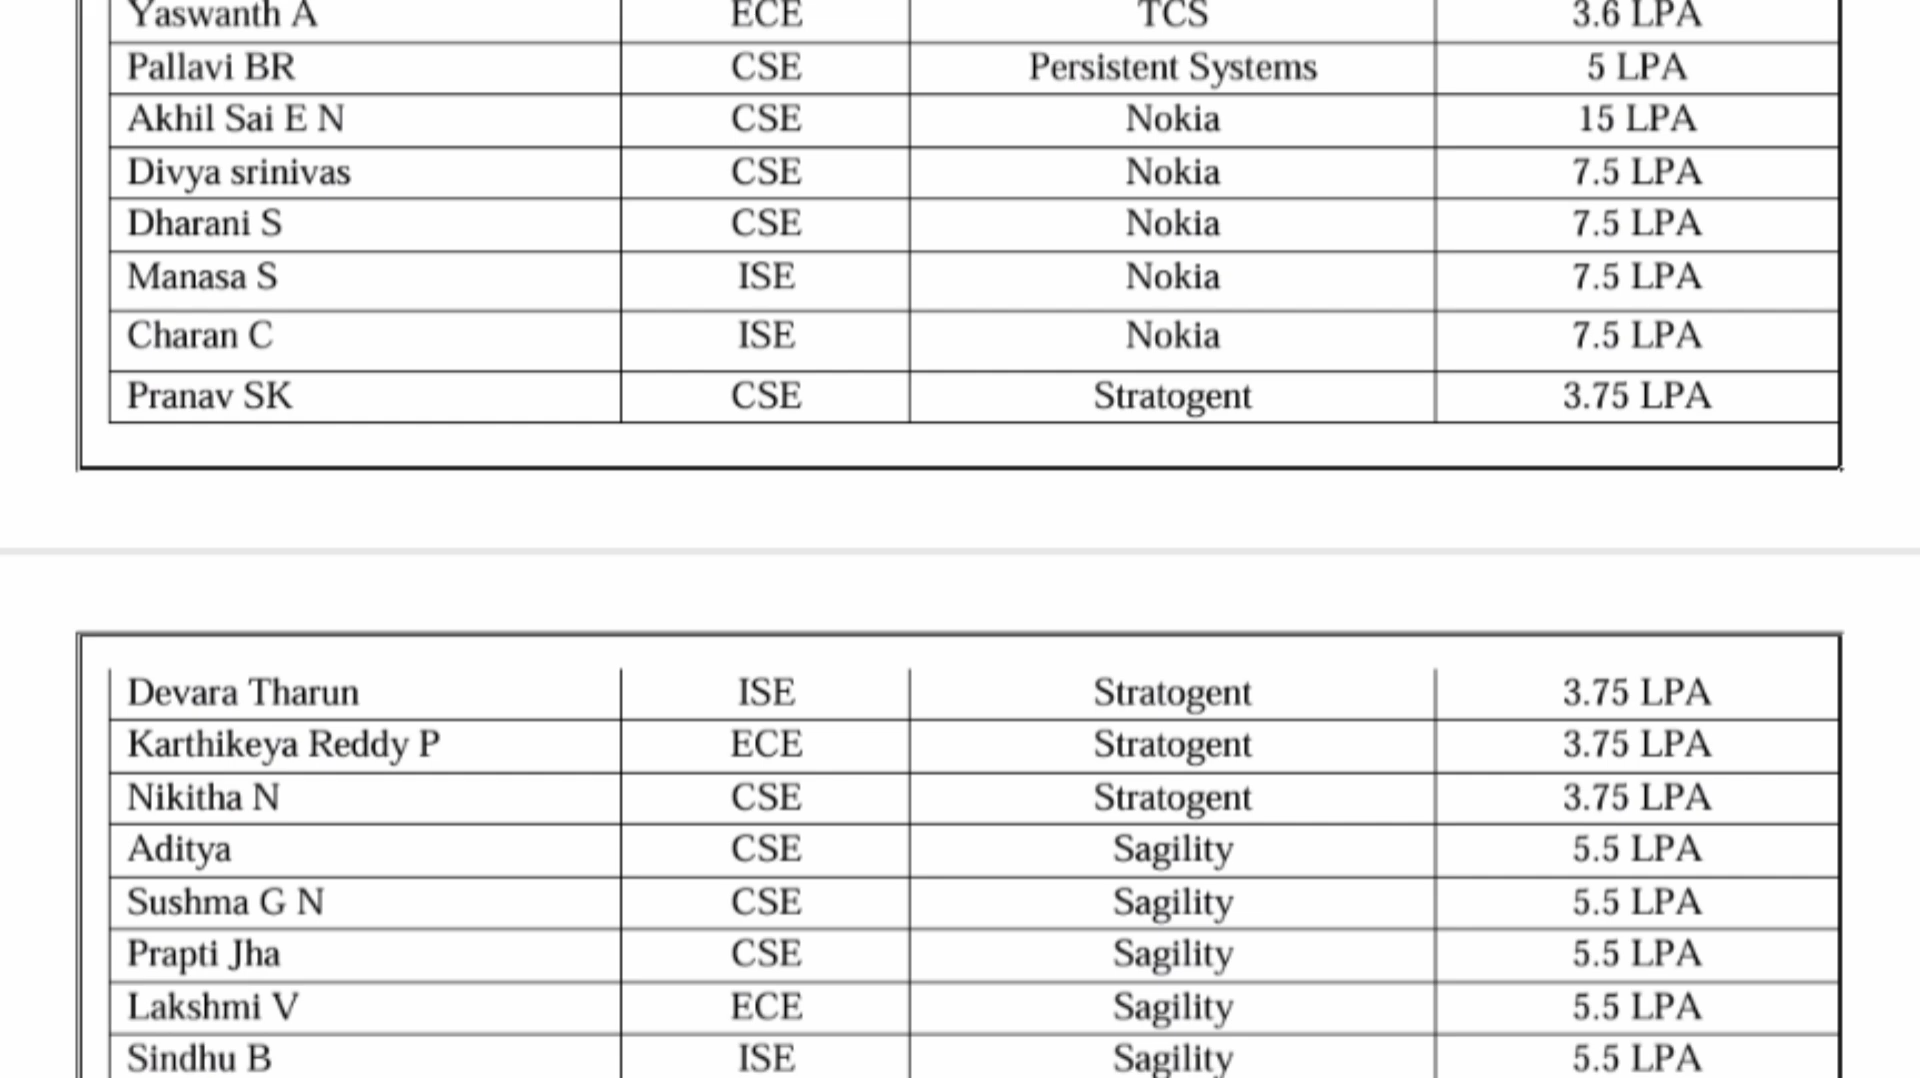 Yaswanth A ECE TCS 3.6 LPA
Pallavi BR CSE Persistent Systems 5 LPA
Akhil Sai E N CSE Nokia 15 LPA
Divya srinivas CSE Nokia 7.5 LPA
Dharani S CSE Nokia 7.5 LPA
Manasa S ISE Nokia 7.5 LPA
Charan C ISE Nokia 7.5 LPA
Pranav SK CSE Stratogent 3.75 LPA
Devara Tharun ISE Stratogent 3.75 LPA
Karthikeya Reddy P ECE Stratogent 3.75 LPA
Nikitha N CSE Stratogent 3.75 LPA
Aditya CSE Sagility 5.5 LPA
Sushma G N CSE Sagility 5.5 LPA
Prapti Jha CSE Sagility 5.5 LPA
Lakshmi V ECE Sagility 5.5 LPA
Sindhu B ISE Sagility 5.5 LPA